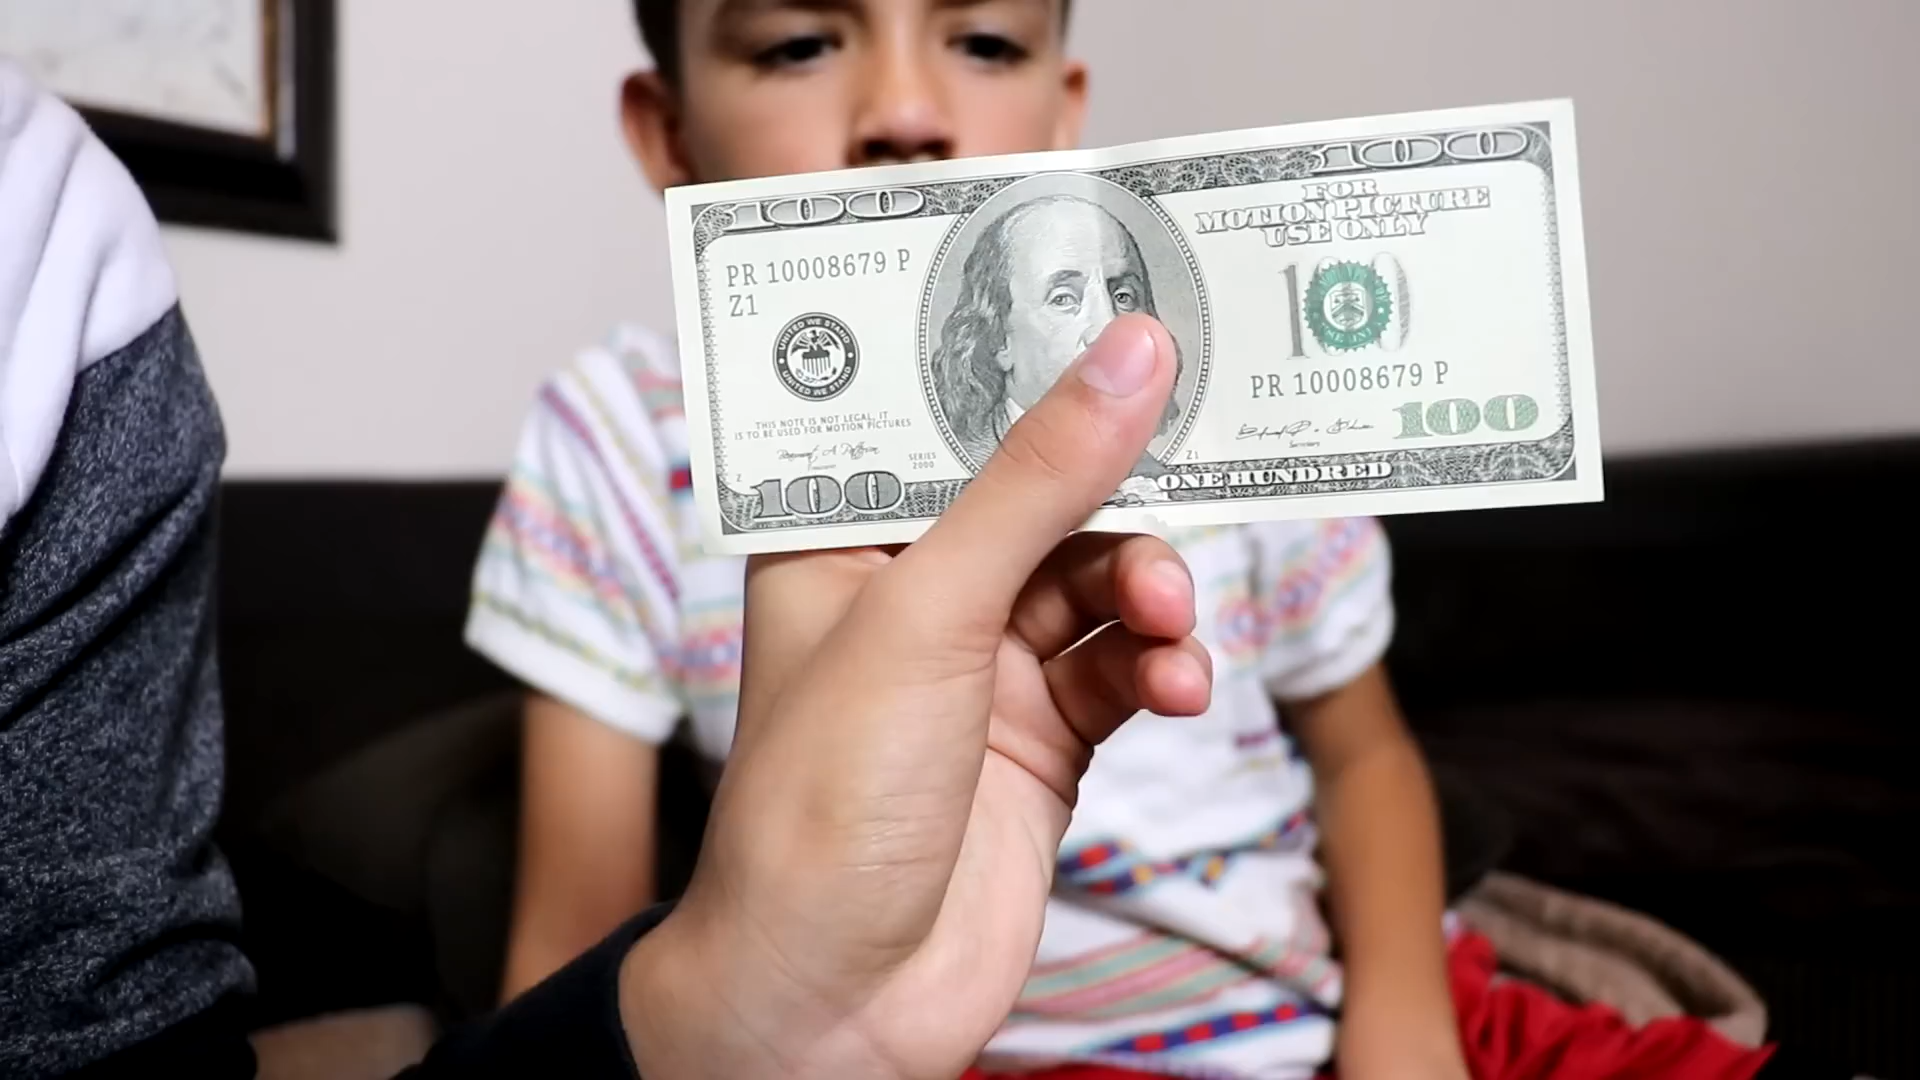 100
100
FOR
MOTION PICTURE
USE ONLY
PR 10008679 P
Z1
UNITED WE STAND
UNITED WE STAND
100
PR 10008679 P
THIS NOTE IS NOT LEGAL, IT
IS TO BE USED FOR MOTION PICTURES
SERIES
2000
Z1
Secretary
100
Z
100
ONE HUNDRED